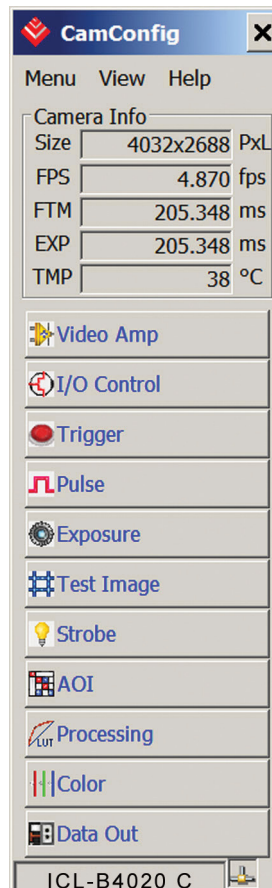 CamConfig
Menu View Help
Camera Info
Size 4032x2688 PxL
FPS 4.870 fps
FTM 205.348 ms
EXP 205.348 ms
TMP 38 °C
Video Amp
I/O Control
Trigger
Pulse
Exposure
Test Image
Strobe
AOI
LUT Processing
Color
Data Out
ICL-B4020 C